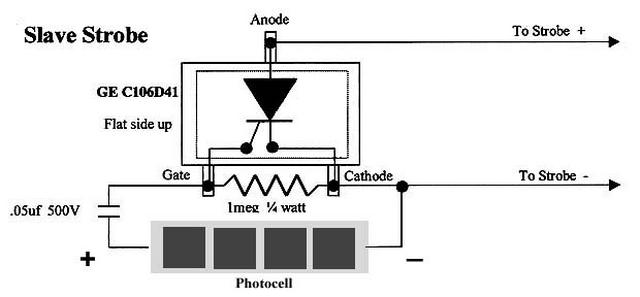 Anode
Slave Strobe
To Strobe +
GE C106D41
Flat side up
Gate
Cathode
To Strobe -
.05uf 500V
1meg ¼ watt
+
−
Photocell